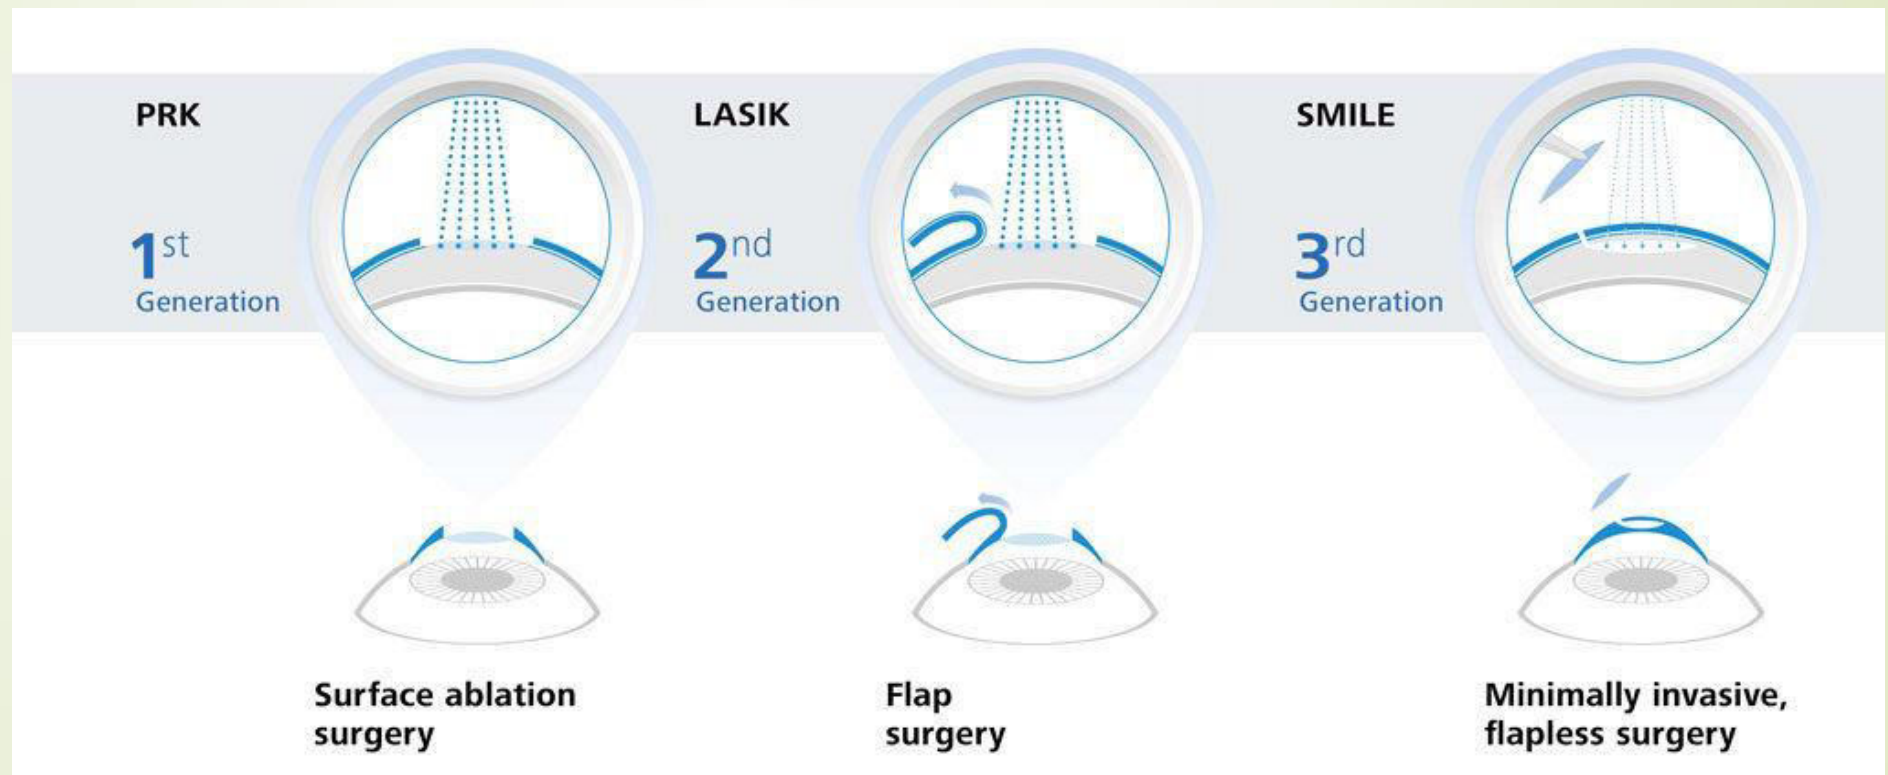 PRK
1st
Generation
LASIK
2nd
Generation
SMILE
3rd
Generation
Surface ablation
surgery
Flap
surgery
Minimally invasive,
flapless surgery